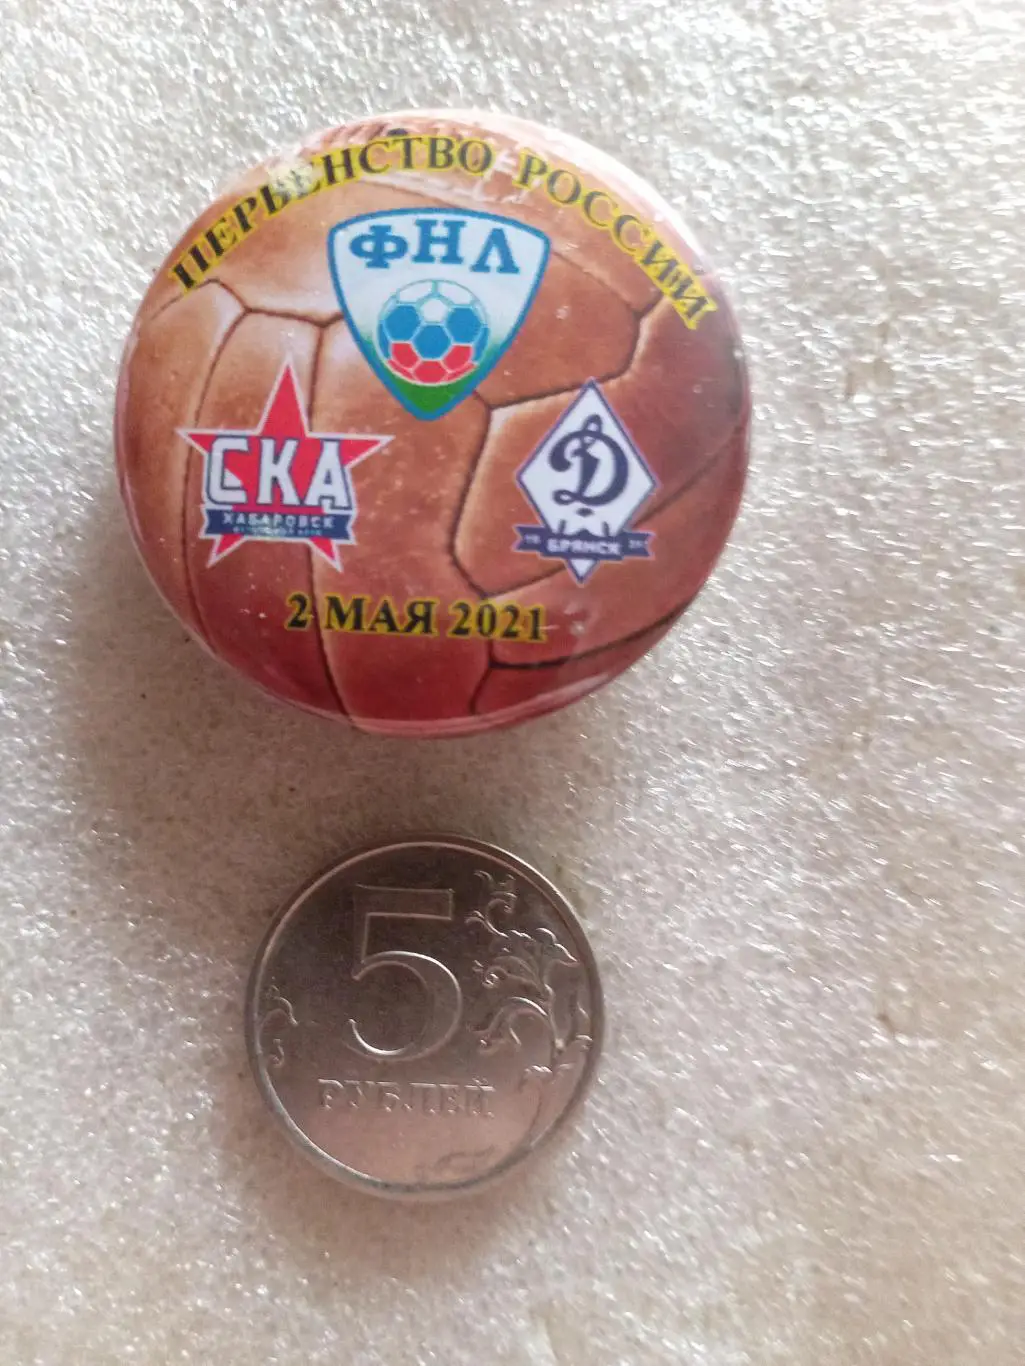 ПЕРВЕНСТВО РОССИИ
ФНЛ
СКА
ХАБАРОВСК
Д
БРЯНСК
2 МАЯ 2021
5
РУБЛЕЙ